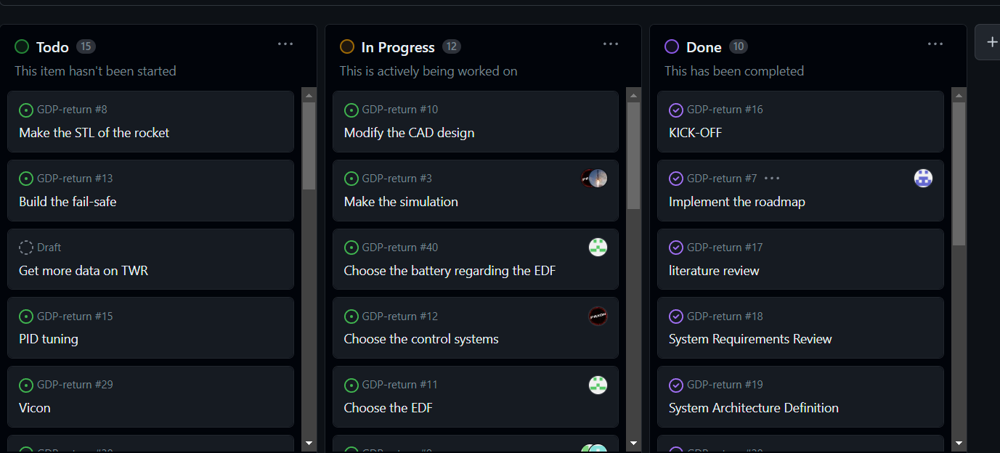 Todo 15
This item hasn't been started
GDP-return #8
Make the STL of the rocket
GDP-return #13
Build the fail-safe
Draft
Get more data on TWR
GDP-return #15
PID tuning
GDP-return #29
Vicon
In Progress 12
This is actively being worked on
GDP-return #10
Modify the CAD design
GDP-return #3
Make the simulation
GDP-return #40
Choose the battery regarding the EDF
GDP-return #12
Choose the control systems
GDP-return #11
Choose the EDF
Done 10
This has been completed
GDP-return #16
KICK-OFF
GDP-return #7
Implement the roadmap
GDP-return #17
literature review
GDP-return #18
System Requirements Review
GDP-return #19
System Architecture Definition